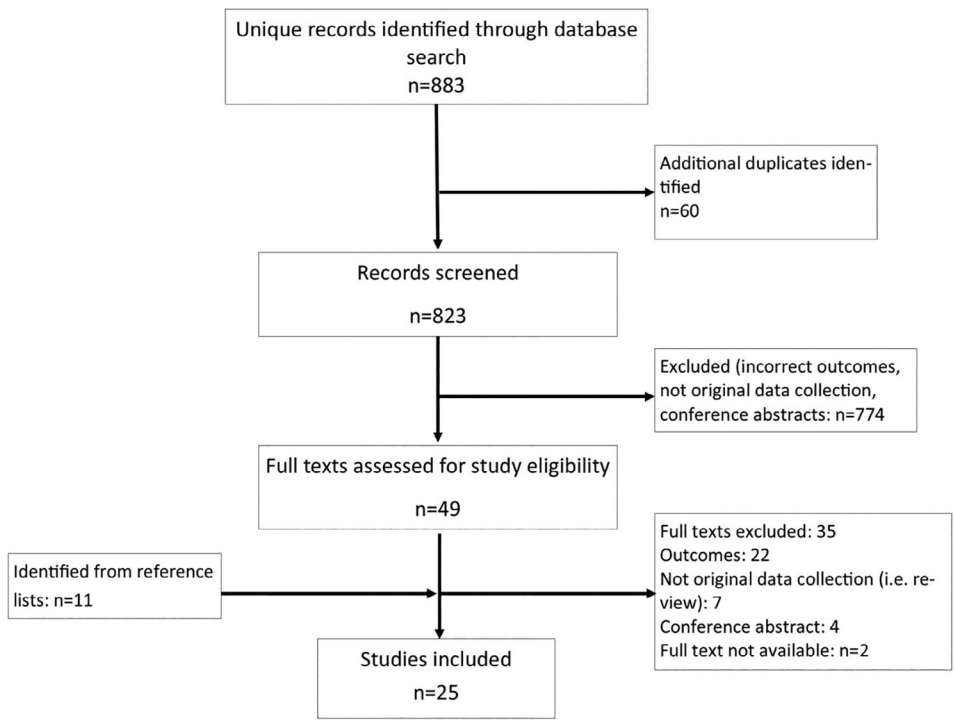 Unique records identified through database
search
n=883
Additional duplicates iden-
tified
n=60
Records screened
n=823
Excluded (incorrect outcomes,
not original data collection,
conference abstracts: n=774
Full texts assessed for study eligibility
n=49
Full texts excluded: 35
Outcomes: 22
Not original data collection (i.e. re-
view): 7
Conference abstract: 4
Full text not available: n=2
Identified from reference
lists: n=11
Studies included
n=25